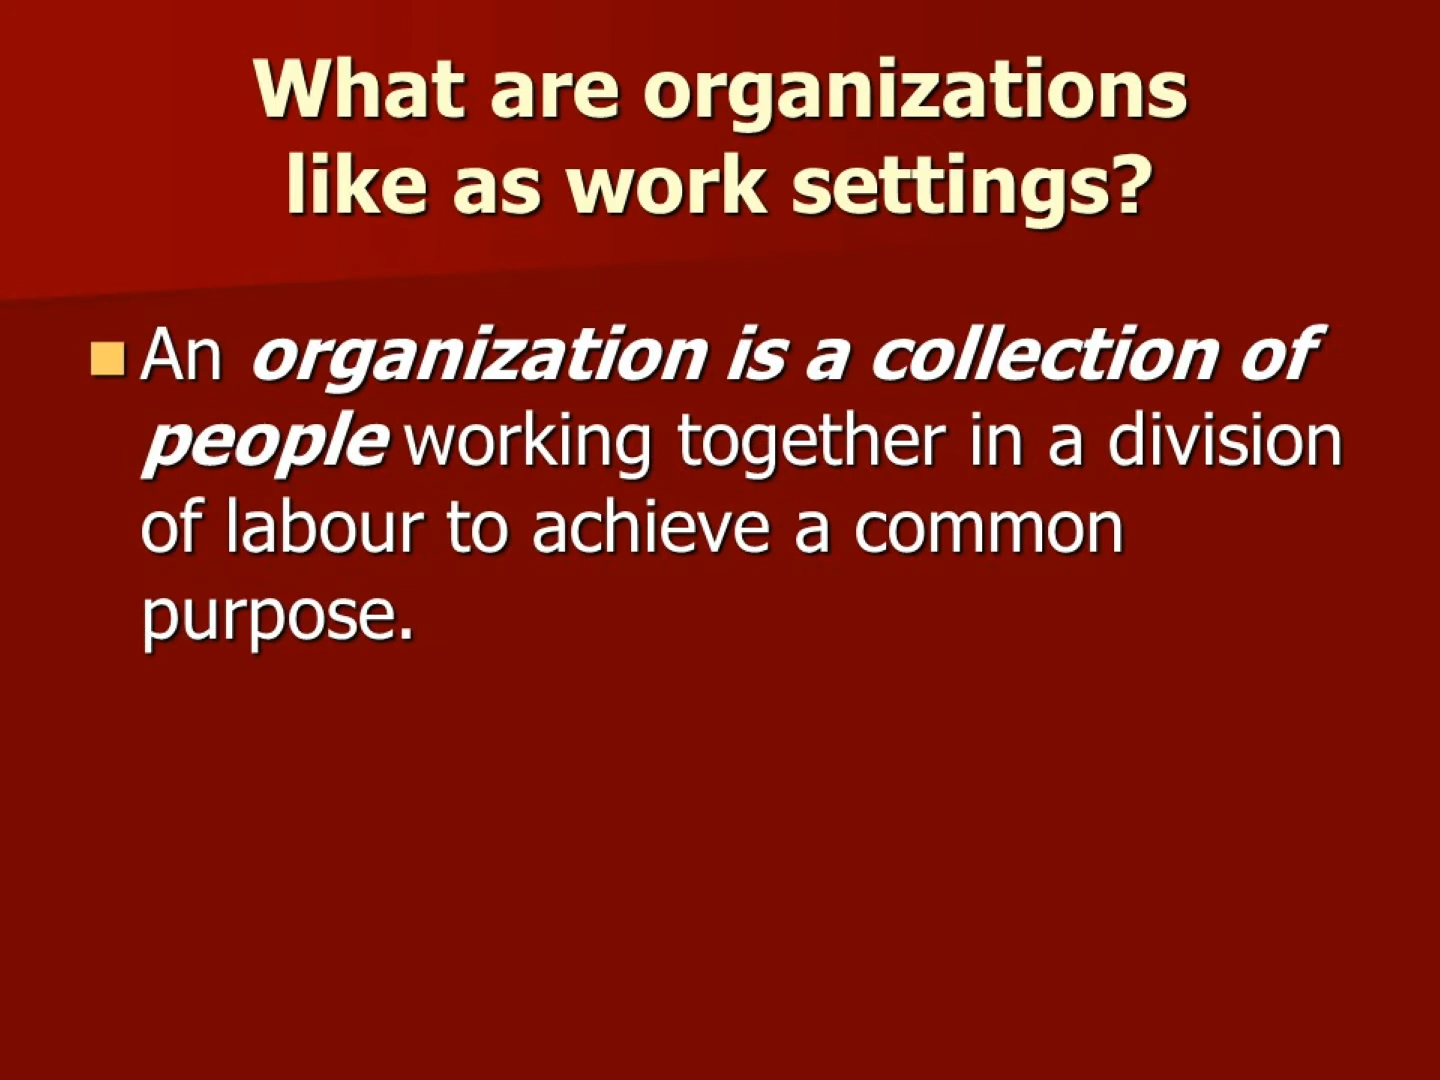 What are organizations
like as work settings?
An organization is a collection of
people working together in a division
of labour to achieve a common
purpose.